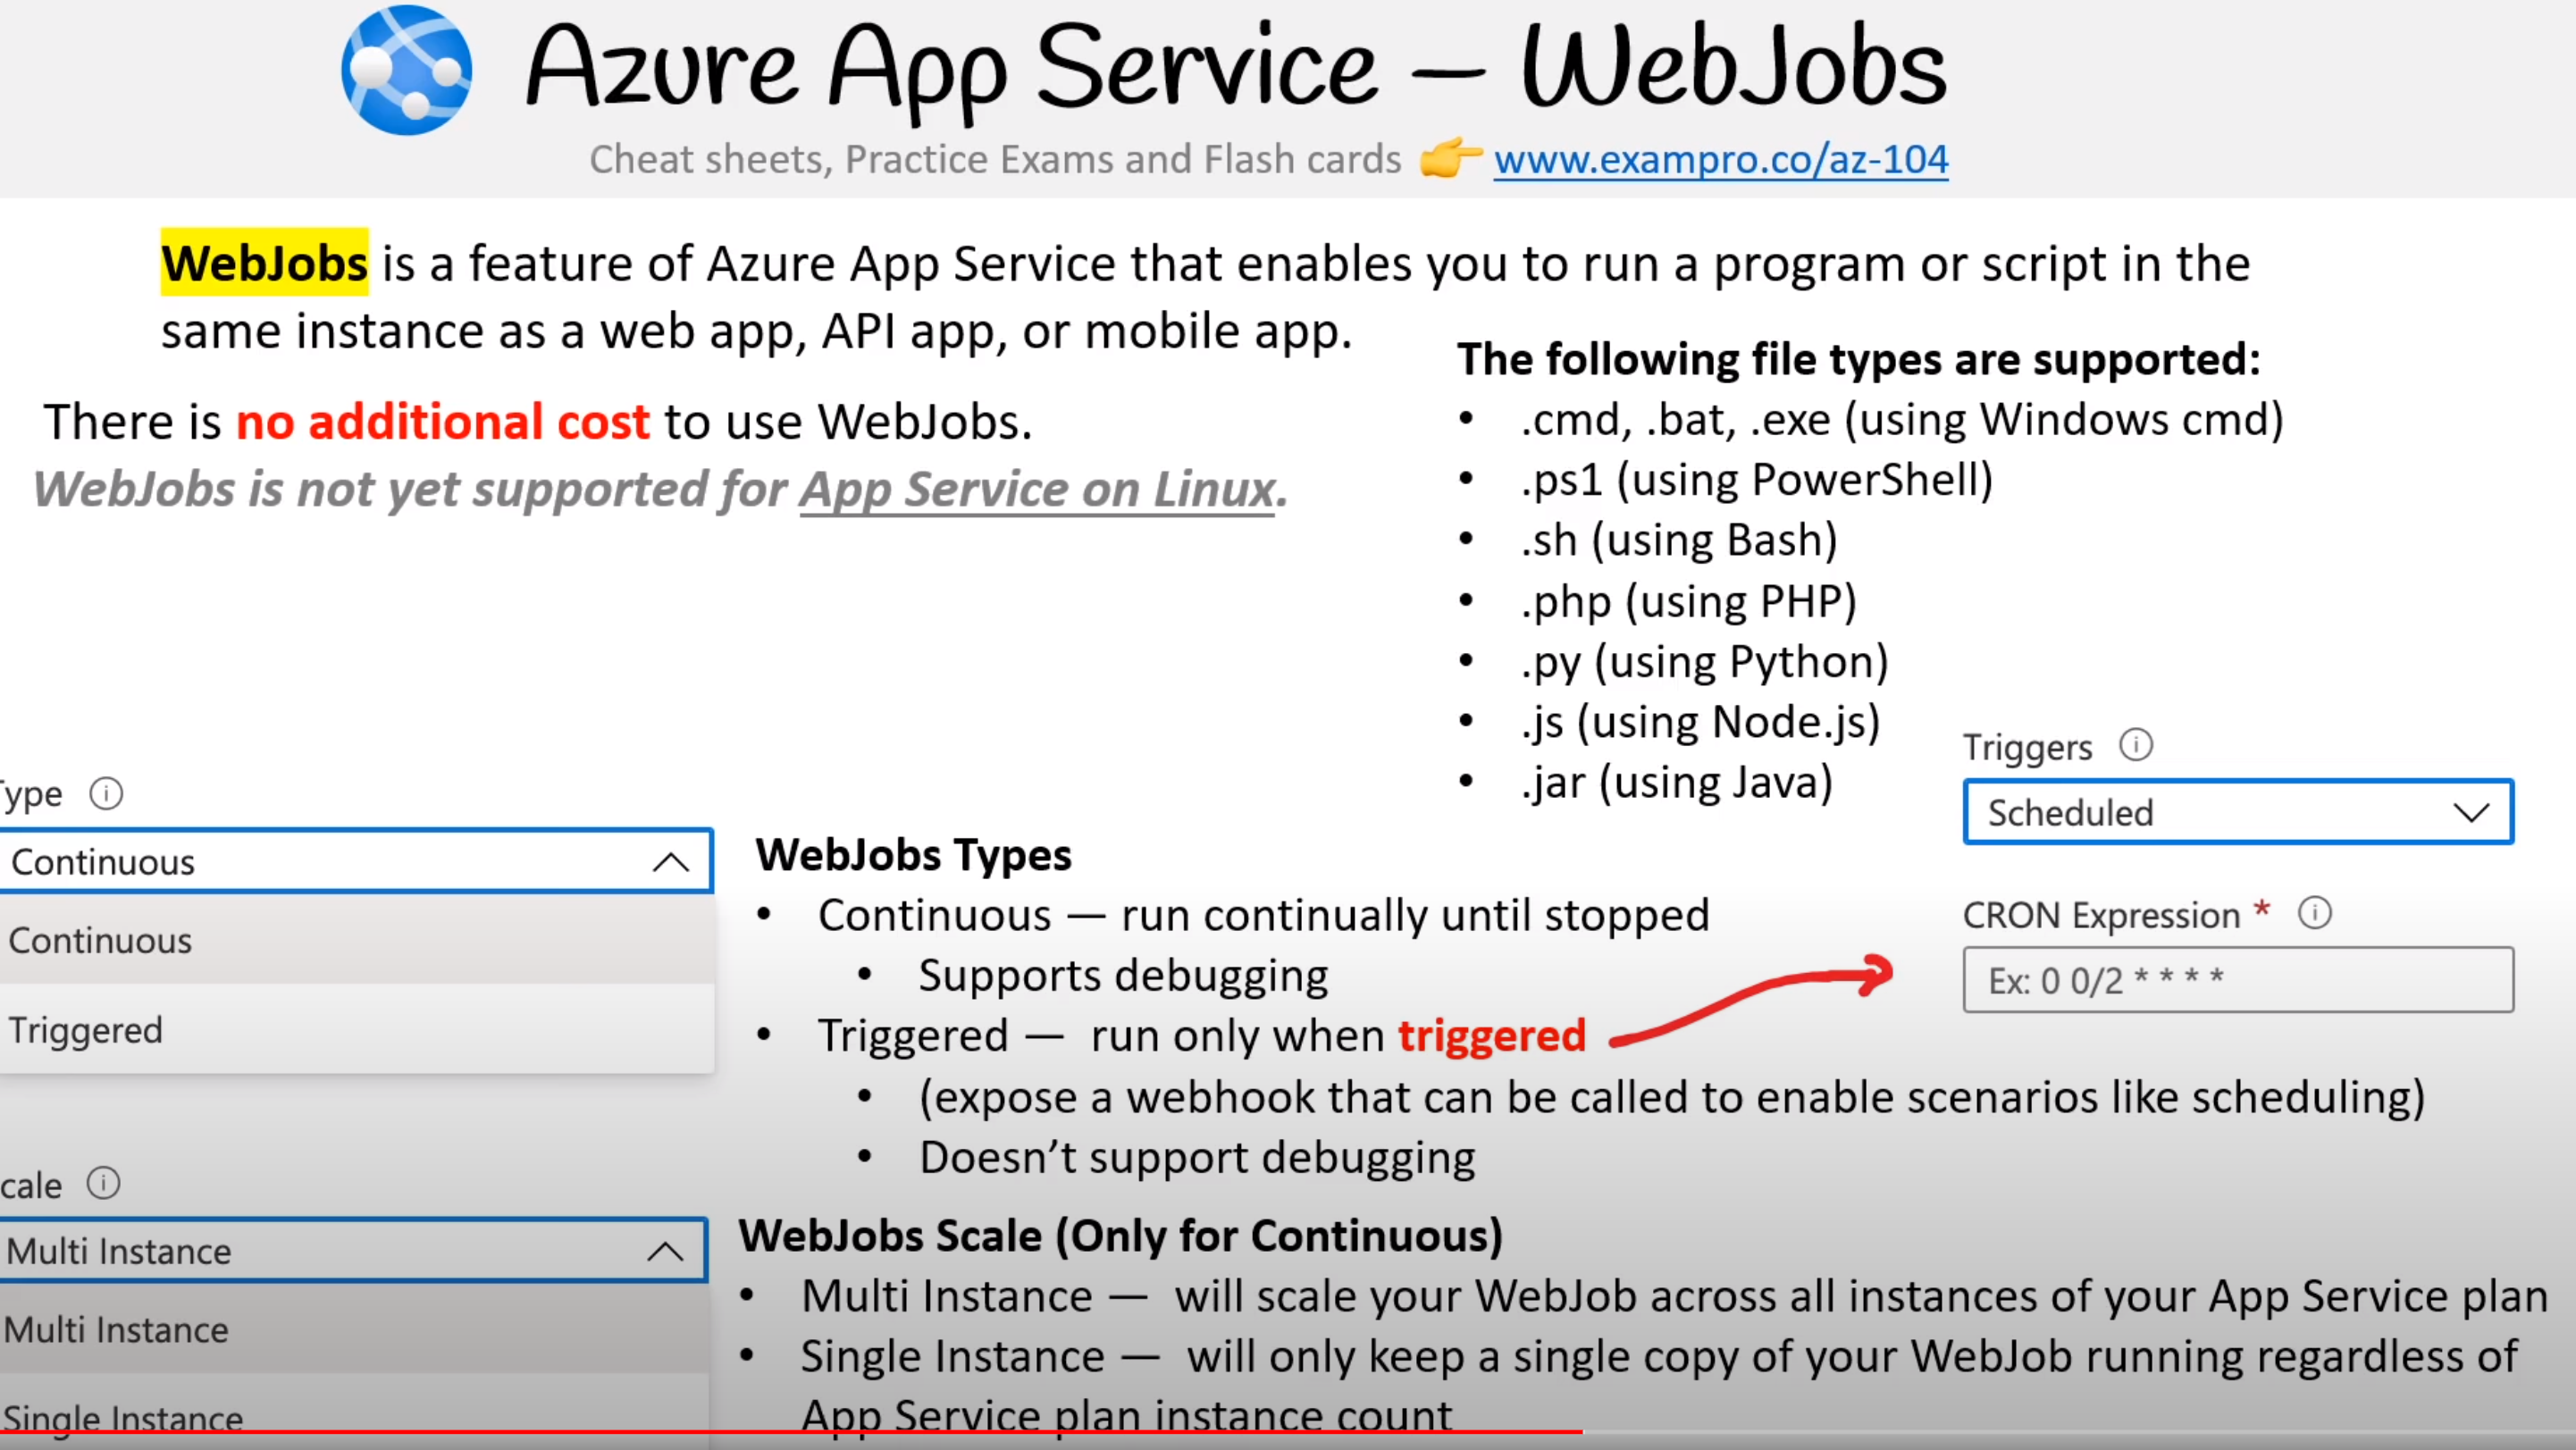 Azure App Service — WebJobs
Cheat sheets, Practice Exams and Flash cards 👉 www.exampro.co/az-104
WebJobs is a feature of Azure App Service that enables you to run a program or script in the
same instance as a web app, API app, or mobile app.
There is no additional cost to use WebJobs.
WebJobs is not yet supported for App Service on Linux.
The following file types are supported:
• .cmd, .bat, .exe (using Windows cmd)
• .ps1 (using PowerShell)
• .sh (using Bash)
• .php (using PHP)
• .py (using Python)
• .js (using Node.js)
• .jar (using Java)
Triggers
Scheduled
CRON Expression *
Ex: 0 0/2 * * * *
Type
Continuous
Continuous
Triggered
WebJobs Types
• Continuous — run continually until stopped
• Supports debugging
• Triggered — run only when triggered
• (expose a webhook that can be called to enable scenarios like scheduling)
• Doesn’t support debugging
cale
Multi Instance
Multi Instance
Single Instance
WebJobs Scale (Only for Continuous)
• Multi Instance — will scale your WebJob across all instances of your App Service plan
• Single Instance — will only keep a single copy of your WebJob running regardless of
App Service plan instance count